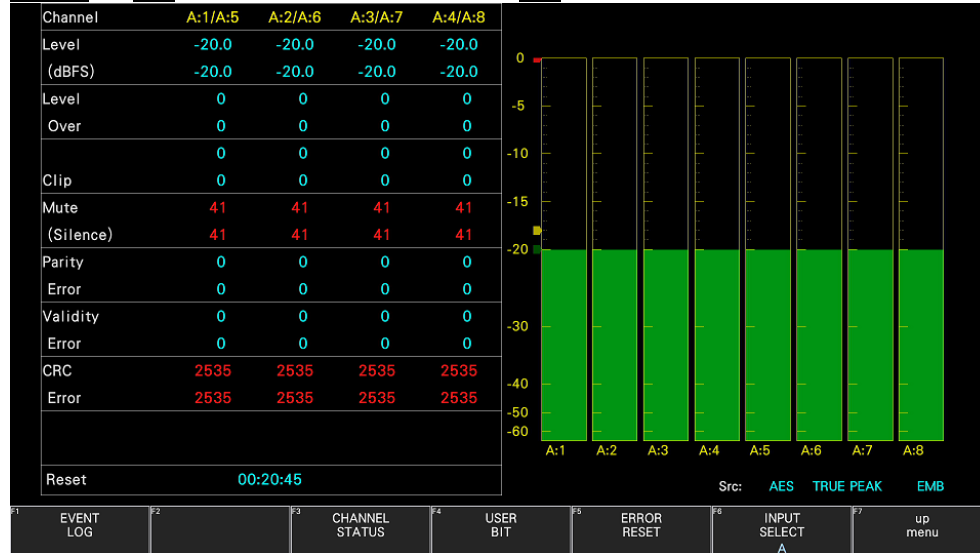 Channel A:1/A:5 A:2/A:6 A:3/A:7 A:4/A:8
Level -20.0 -20.0 -20.0 -20.0
(dBFS) -20.0 -20.0 -20.0 -20.0
Level 0 0 0 0
Over 0 0 0 0
0 0 0 0
Clip 0 0 0 0
Mute 41 41 41 41
(Silence) 41 41 41 41
Parity 0 0 0 0
Error 0 0 0 0
Validity 0 0 0 0
Error 0 0 0 0
CRC 2535 2535 2535 2535
Error 2535 2535 2535 2535
Reset 00:20:45
0
-5
-10
-15
-20
-30
-40
-50
-60
A:1 A:2 A:3 A:4 A:5 A:6 A:7 A:8
Src: AES TRUE PEAK EMB
F1 EVENT LOG
F2
F3 CHANNEL STATUS
F4 USER BIT
F5 ERROR RESET
F6 INPUT SELECT A
F7 up menu